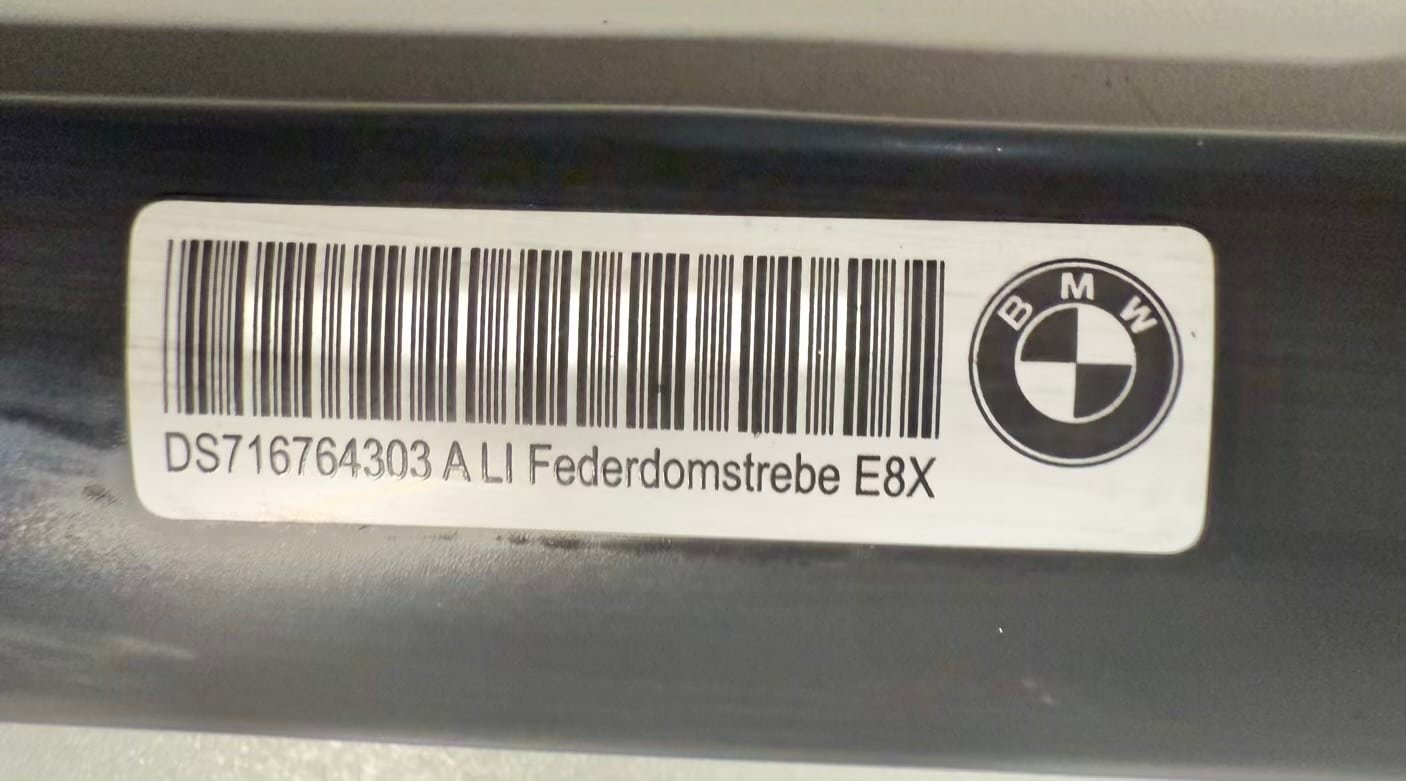 DS716764303 A LI Federdomstrebe E8X
BMW